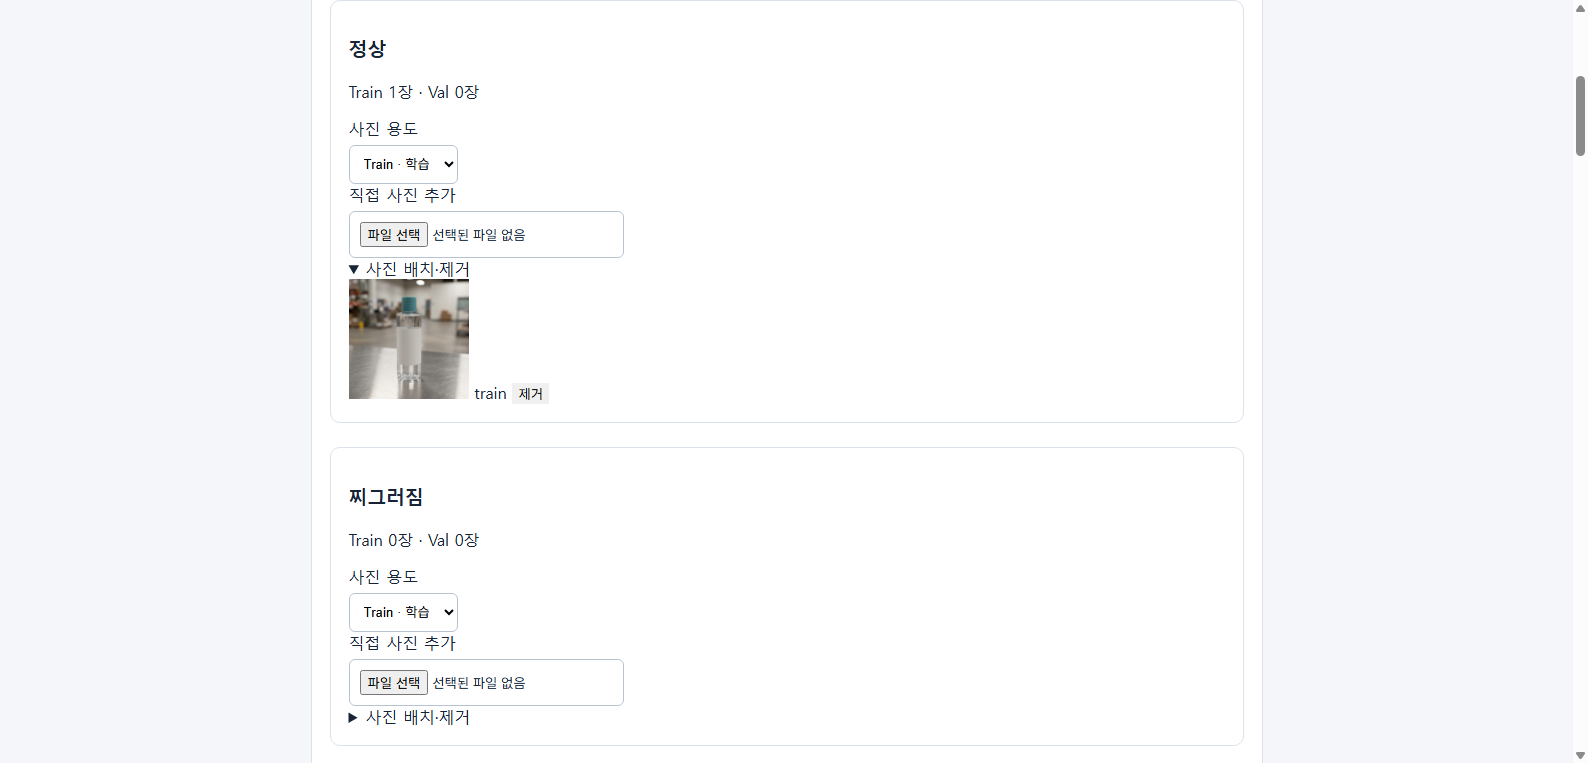 정상
Train 1장 · Val 0장
사진 용도
Train · 학습
직접 사진 추가
파일 선택 선택된 파일 없음
▼ 사진 배치·제거
train 제거
찌그러짐
Train 0장 · Val 0장
사진 용도
Train · 학습
직접 사진 추가
파일 선택 선택된 파일 없음
▶ 사진 배치·제거